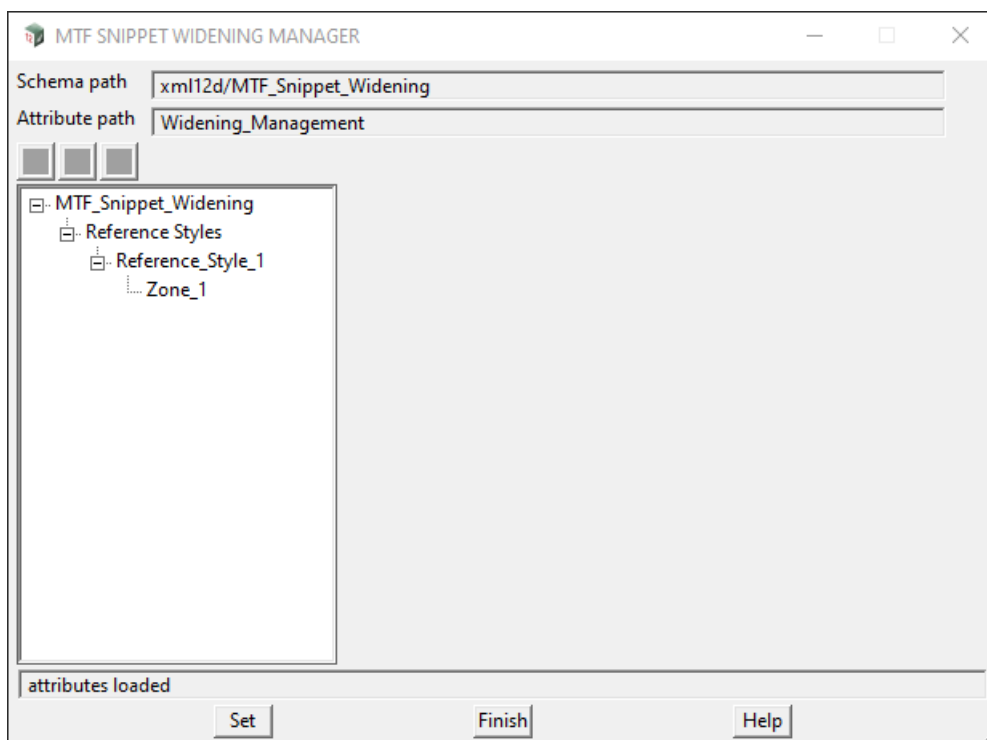 MTF SNIPPET WIDENING MANAGER
Schema path xml12d/MTF_Snippet_Widening
Attribute path Widening_Management
MTF_Snippet_Widening
Reference Styles
Reference_Style_1
Zone_1
attributes loaded
Set Finish Help